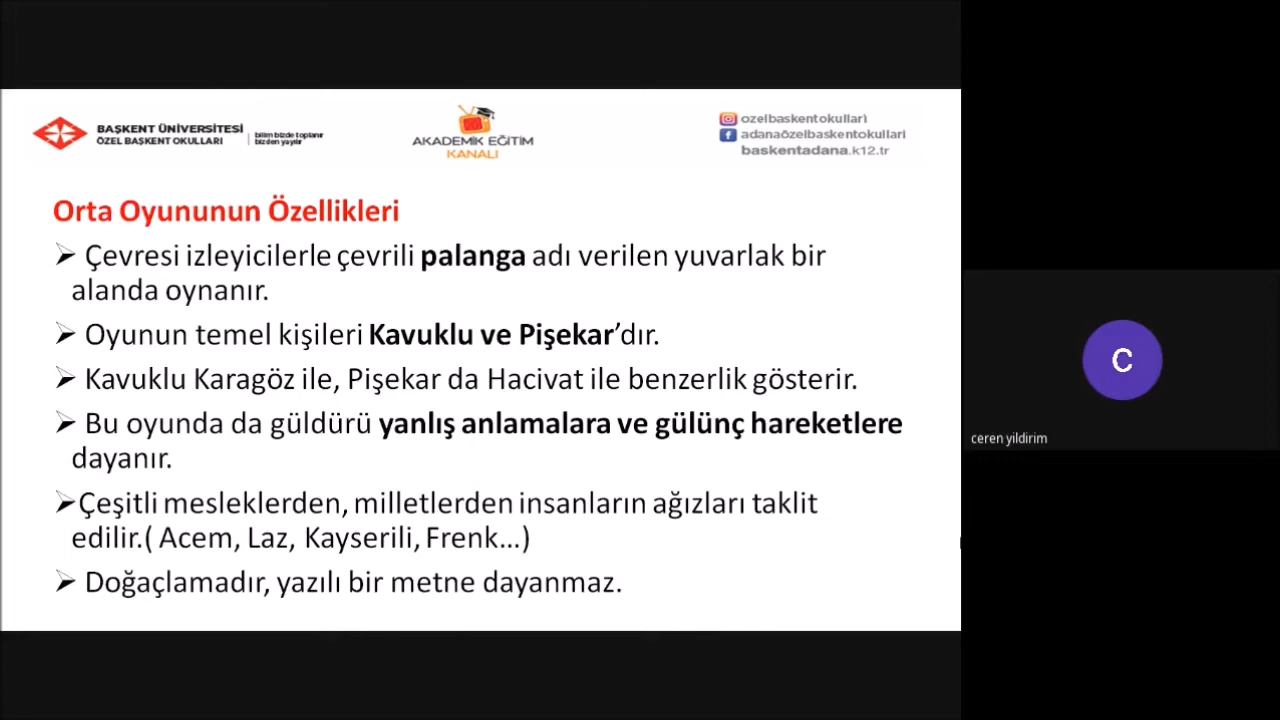 BAŞKENT ÜNİVERSİTESİ
ÖZEL BAŞKENT OKULLARI
bilim bizde toplanır
bizden yayılır
AKADEMİK EĞİTİM
KANALI
ozelbaskentokullari
adanaözelbaskentokullari
baskentadana.k12.tr
Orta Oyununun Özellikleri
➢ Çevresi izleyicilerle çevrili palanga adı verilen yuvarlak bir
alanda oynanır.
➢ Oyunun temel kişileri Kavuklu ve Pişekar’dır.
➢ Kavuklu Karagöz ile, Pişekar da Hacivat ile benzerlik gösterir.
➢ Bu oyunda da güldürü yanlış anlamalara ve gülünç hareketlere
dayanır.
➢Çeşitli mesleklerden, milletlerden insanların ağızları taklit
edilir.( Acem, Laz, Kayserili, Frenk...)
➢ Doğaçlamadır, yazılı bir metne dayanmaz.
C
ceren yildirim